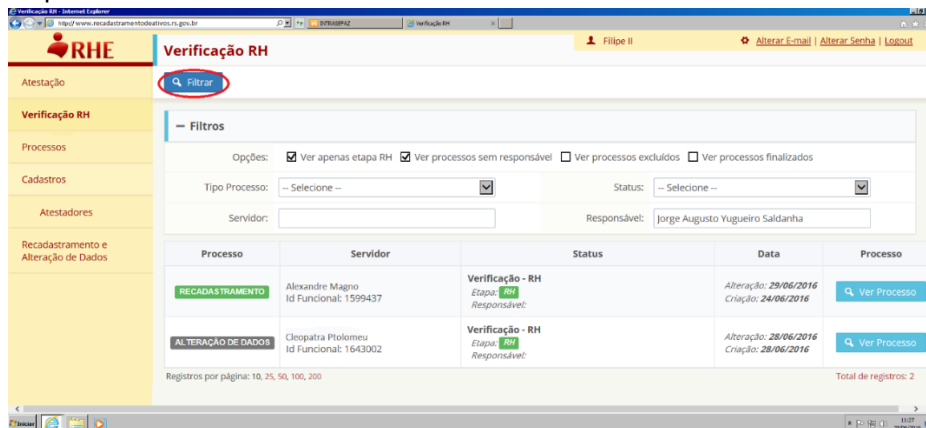 Verificação RH - Internet Explorer
http://www.recadastramentodeativos.rs.gov.br
INTRASEFAZ
Verificação RH
RHE
Verificação RH
Filipe II
Alterar E-mail | Alterar Senha | Logout
Atestação
Filtrar
Verificação RH
− Filtros
Processos
Opções: Ver apenas etapa RH Ver processos sem responsável Ver processos excluídos Ver processos finalizados
Cadastros
Tipo Processo: -- Selecione -- Status: -- Selecione --
Atestadores
Servidor: Responsável: Jorge Augusto Yugueiro Saldanha
Recadastramento e
Alteração de Dados
Processo Servidor Status Data Processo
RECADASTRAMENTO
Alexandre Magno
Id Funcional: 1599437
Verificação - RH
Etapa: RH
Responsável:
Alteração: 29/06/2016
Criação: 24/06/2016
Ver Processo
ALTERAÇÃO DE DADOS
Cleopatra Ptolomeu
Id Funcional: 1643002
Verificação - RH
Etapa: RH
Responsável:
Alteração: 28/06/2016
Criação: 28/06/2016
Ver Processo
Registros por página: 10, 25, 50, 100, 200
Total de registros: 2
Iniciar
11:27